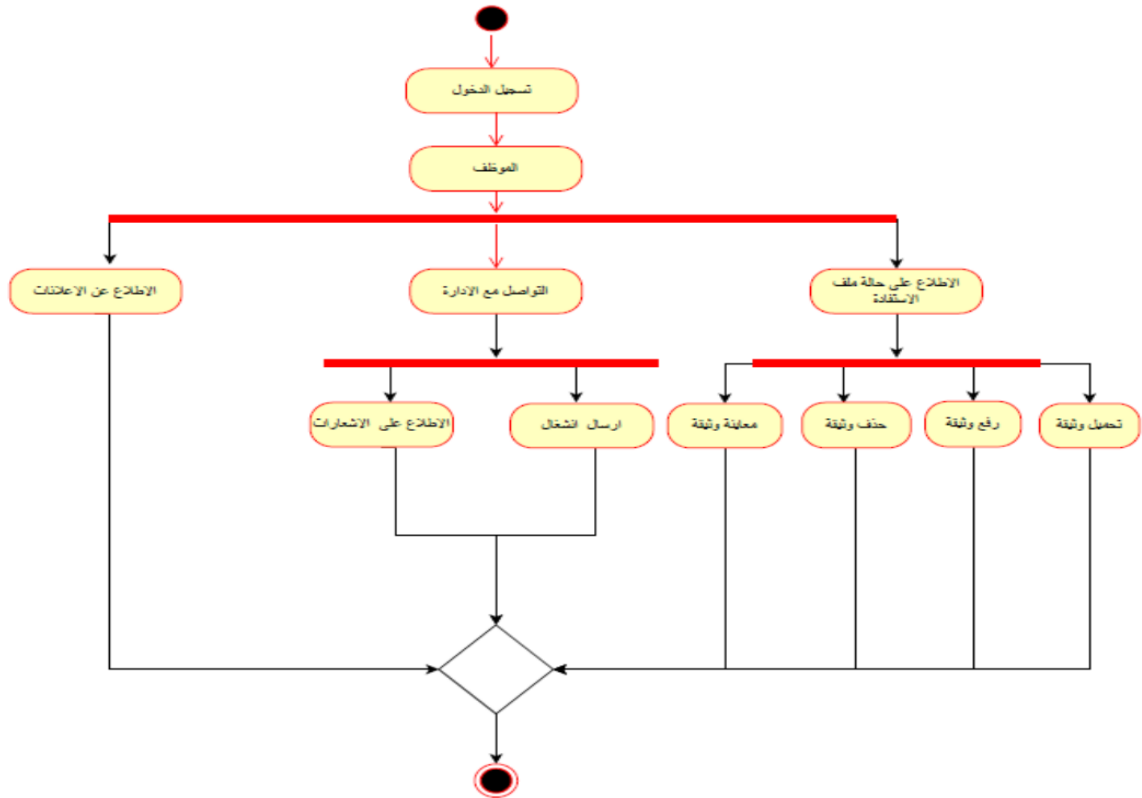 تسجيل الدخول
الموظف
الاطلاع على حالة ملف
الاستفادة
التواصل مع الادارة
الاطلاع عن الاعلانات
تحميل وثيقة
رفع وثيقة
حذف وثيقة
معاينة وثيقة
ارسال انشغال
الاطلاع على الاشعارات